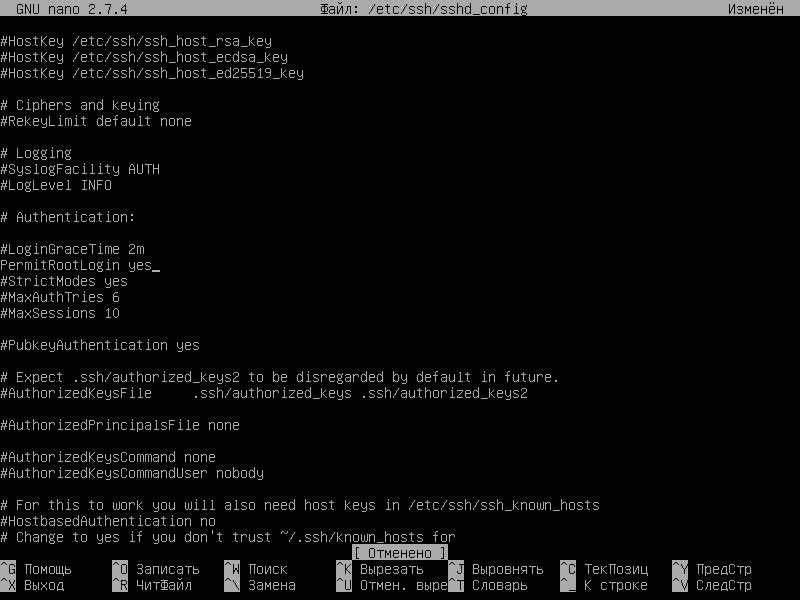 GNU nano 2.7.4 Файл: /etc/ssh/sshd_config Изменён
#HostKey /etc/ssh/ssh_host_rsa_key
#HostKey /etc/ssh/ssh_host_ecdsa_key
#HostKey /etc/ssh/ssh_host_ed25519_key
# Ciphers and keying
#RekeyLimit default none
# Logging
#SyslogFacility AUTH
#LogLevel INFO
# Authentication:
#LoginGraceTime 2m
PermitRootLogin yes_
#StrictModes yes
#MaxAuthTries 6
#MaxSessions 10
#PubkeyAuthentication yes
# Expect .ssh/authorized_keys2 to be disregarded by default in future.
#AuthorizedKeysFile .ssh/authorized_keys .ssh/authorized_keys2
#AuthorizedPrincipalsFile none
#AuthorizedKeysCommand none
#AuthorizedKeysCommandUser nobody
# For this to work you will also need host keys in /etc/ssh/ssh_known_hosts
#HostbasedAuthentication no
# Change to yes if you don't trust ~/.ssh/known_hosts for
[ Отменено ]
^G Помощь ^O Записать ^W Поиск ^K Вырезать ^J Выровнять ^C ТекПозиц ^Y ПредСтр
^X Выход ^R ЧитФайл ^\ Замена ^U Отмен. выре^T Словарь ^_ К строке ^V СледСтр